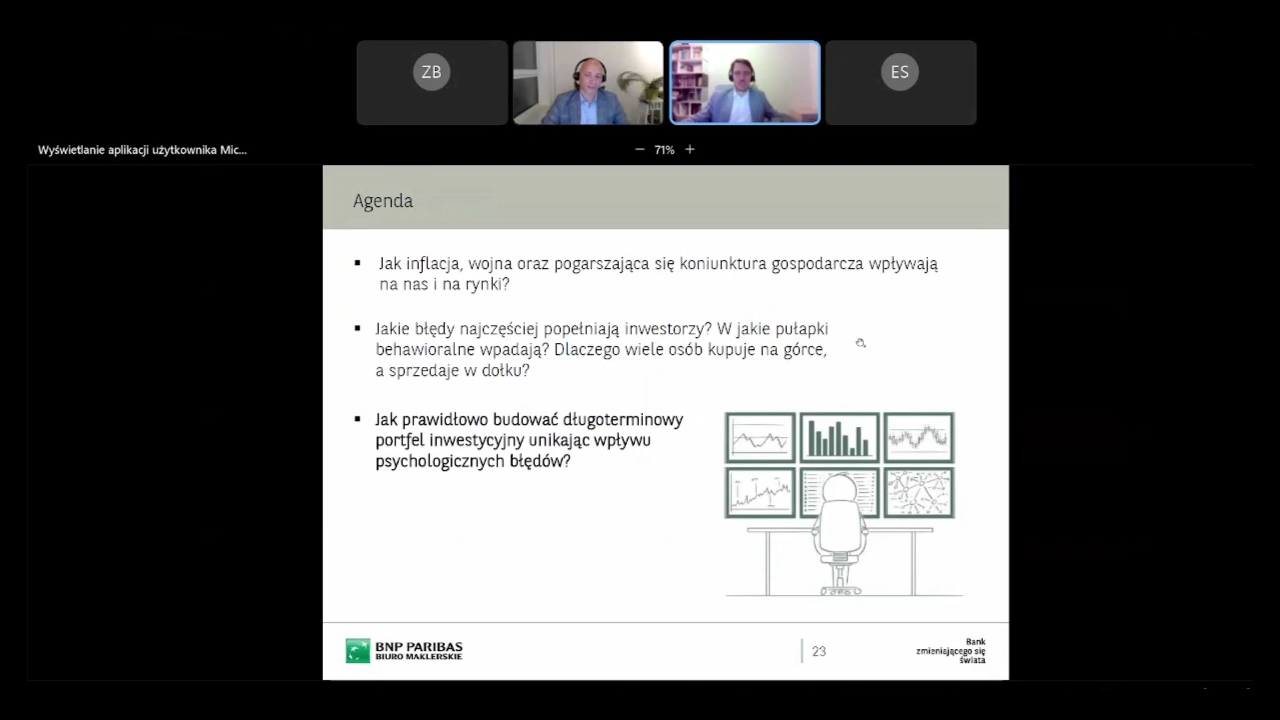 ZB
ES
Wyświetlanie aplikacji użytkownika Mic...
71%
Agenda
Jak inflacja, wojna oraz pogarszająca się koniunktura gospodarcza wpływają
na nas i na rynki?
Jakie błędy najczęściej popełniają inwestorzy? W jakie pułapki
behawioralne wpadają? Dlaczego wiele osób kupuje na górce,
a sprzedaje w dołku?
Jak prawidłowo budować długoterminowy
portfel inwestycyjny unikając wpływu
psychologicznych błędów?
BNP PARIBAS
BIURO MAKLERSKIE
23
Bank
zmieniającego się
świata